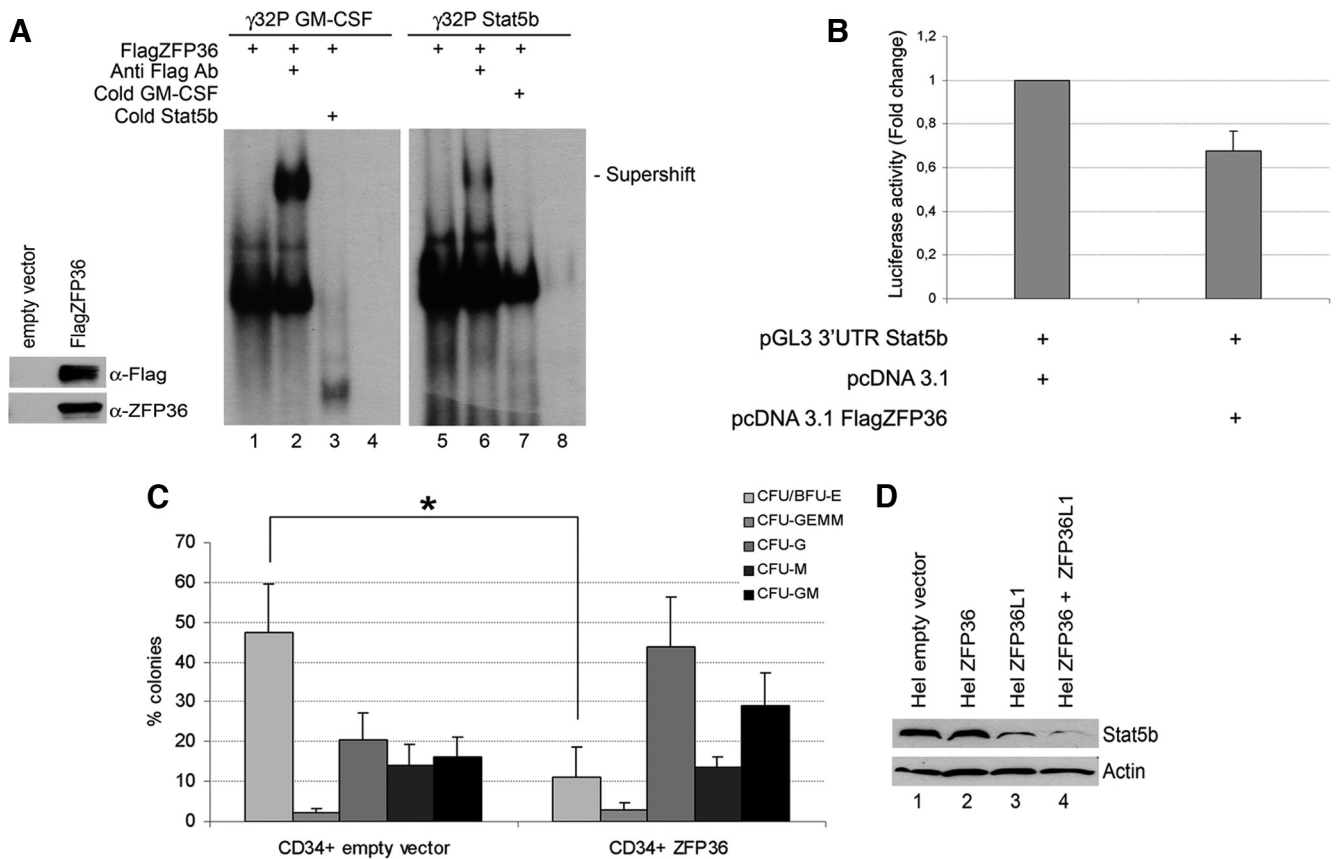 A
γ32P GM-CSF
γ32P Stat5b
FlagZFP36 + + + + + +
Anti Flag Ab + +
Cold GM-CSF +
Cold Stat5b +
- Supershift
empty vector
FlagZFP36
α-Flag
α-ZFP36
1 2 3 4 5 6 7 8
B
Luciferase activity (Fold change)
1,2
1
0,8
0,6
0,4
0,2
0
pGL3 3'UTR Stat5b + +
pcDNA 3.1 +
pcDNA 3.1 FlagZFP36 +
C
*
CFU/BFU-E
CFU-GEMM
CFU-G
CFU-M
CFU-GM
% colonies
70
60
50
40
30
20
10
0
CD34+ empty vector
CD34+ ZFP36
D
Hel empty vector
Hel ZFP36
Hel ZFP36L1
Hel ZFP36 + ZFP36L1
Stat5b
Actin
1 2 3 4